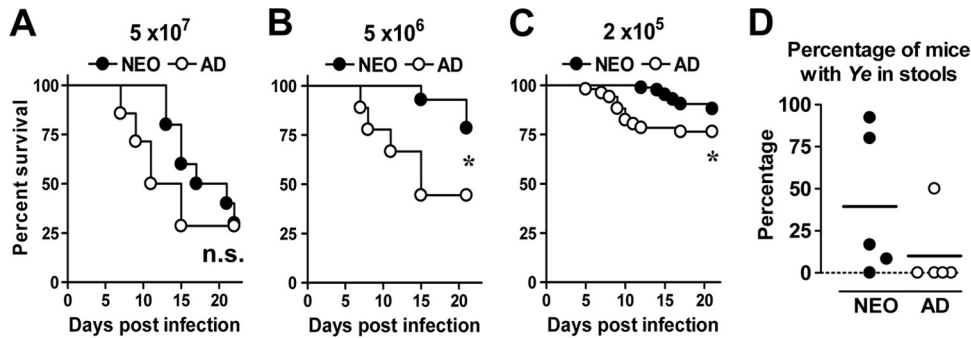 A
5 x10⁷
NEO AD
Percent survival
100
75
50
25
0
n.s.
0 5 10 15 20
Days post infection
B
5 x10⁶
NEO AD
100
75
50
25
0
*
0 5 10 15 20
Days post infection
C
2 x10⁵
NEO AD
100
75
50
25
0
*
0 5 10 15 20
Days post infection
D
Percentage of mice
with Ye in stools
Percentage
100
75
50
25
0
NEO AD